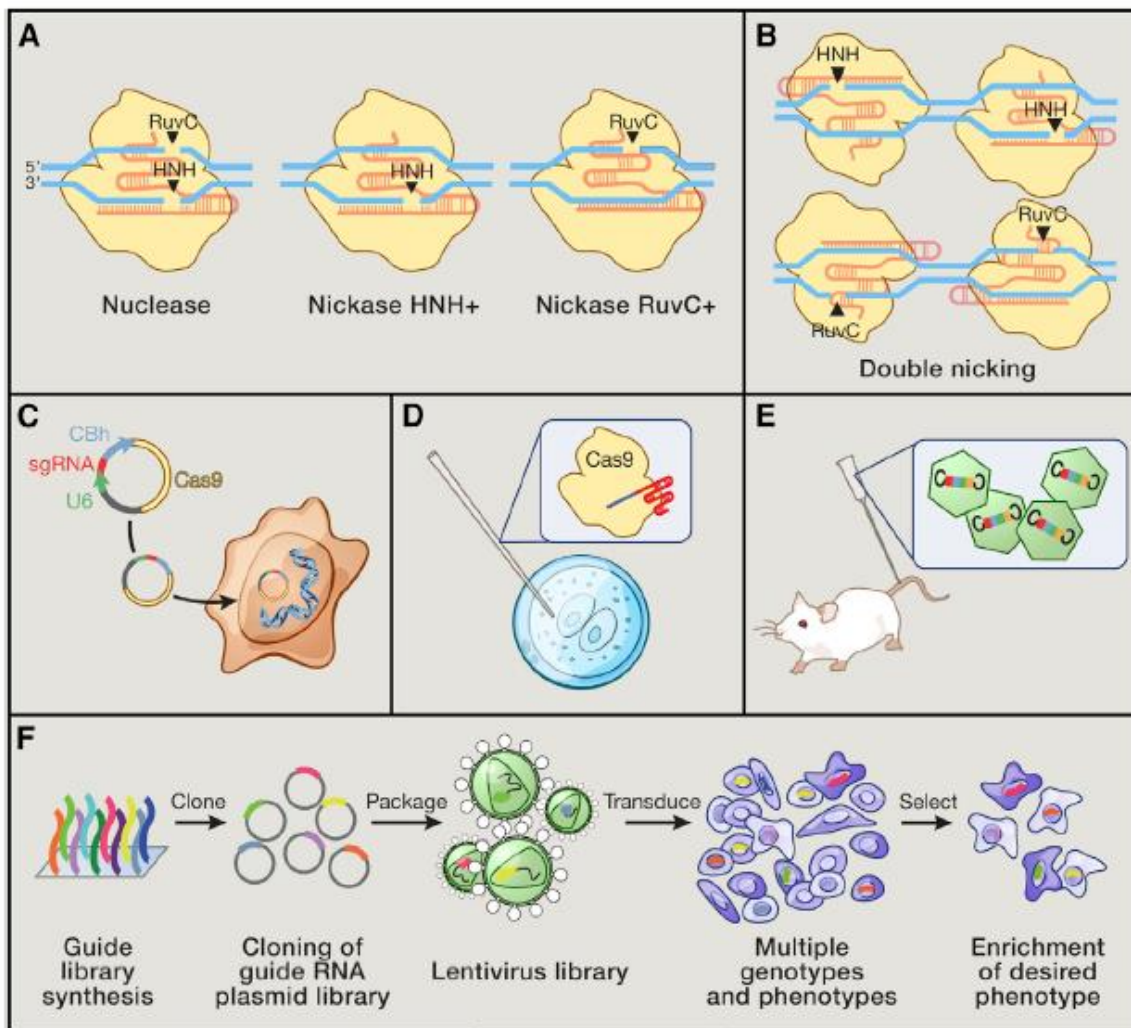 A
RuvC
5'
3'
HNH
Nuclease
HNH
Nickase HNH+
RuvC
Nickase RuvC+
B
HNH
HNH
RuvC
RuvC
Double nicking
C
CBh
sgRNA
Cas9
U6
D
Cas9
E
F
Clone
Package
Transduce
Select
Guide
library
synthesis
Cloning of
guide RNA
plasmid library
Lentivirus library
Multiple
genotypes
and phenotypes
Enrichment
of desired
phenotype